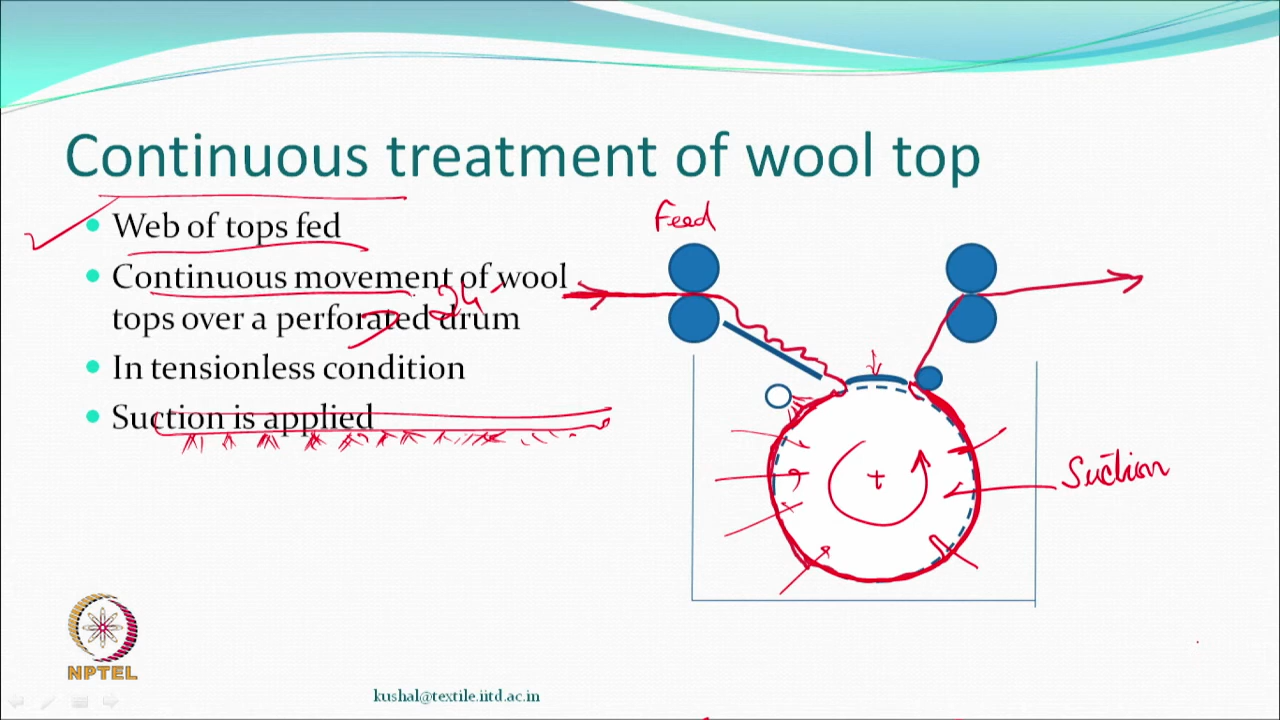 Continuous treatment of wool top
Web of tops fed
Continuous movement of wool
tops over a perforated drum
In tensionless condition
Suction is applied
Feed
24
t
Suction
NPTEL
kushal@textile.iitd.ac.in